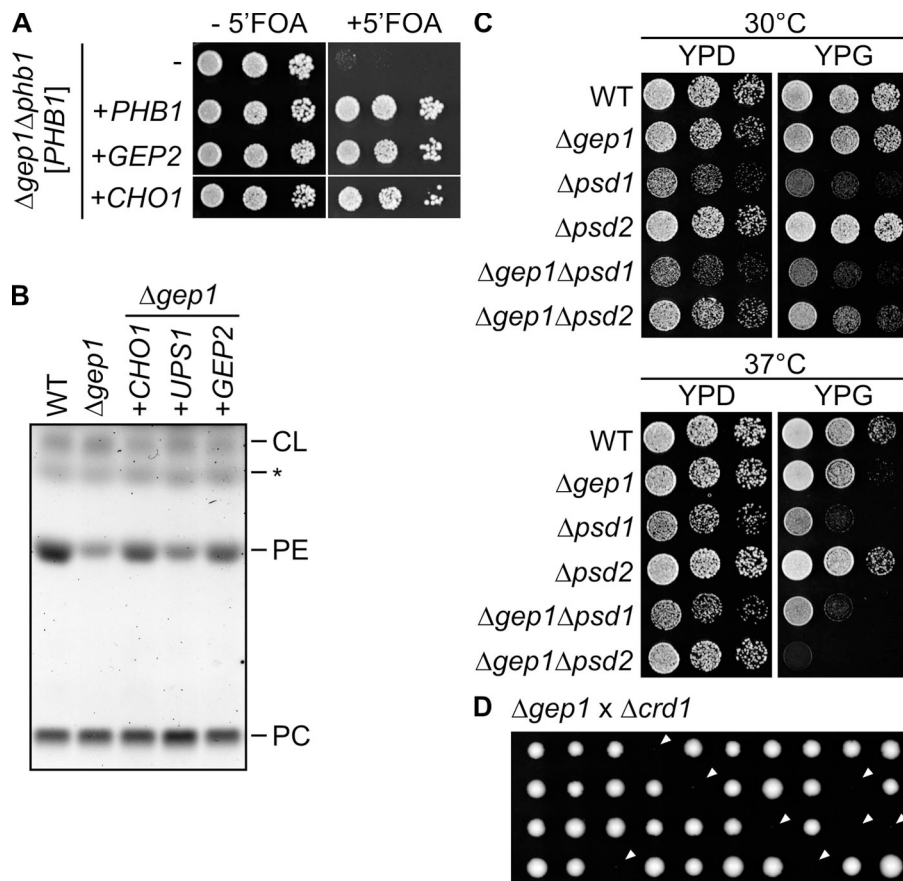 A
- 5'FOA +5'FOA
Δgep1Δphb1
[PHB1]
-
+PHB1
+GEP2
+CHO1
B
Δgep1
WT
Δgep1
+CHO1
+UPS1
+GEP2
CL
*
PE
PC
C
30°C
YPD YPG
WT
Δgep1
Δpsd1
Δpsd2
Δgep1Δpsd1
Δgep1Δpsd2
37°C
YPD YPG
WT
Δgep1
Δpsd1
Δpsd2
Δgep1Δpsd1
Δgep1Δpsd2
D Δgep1 x Δcrd1